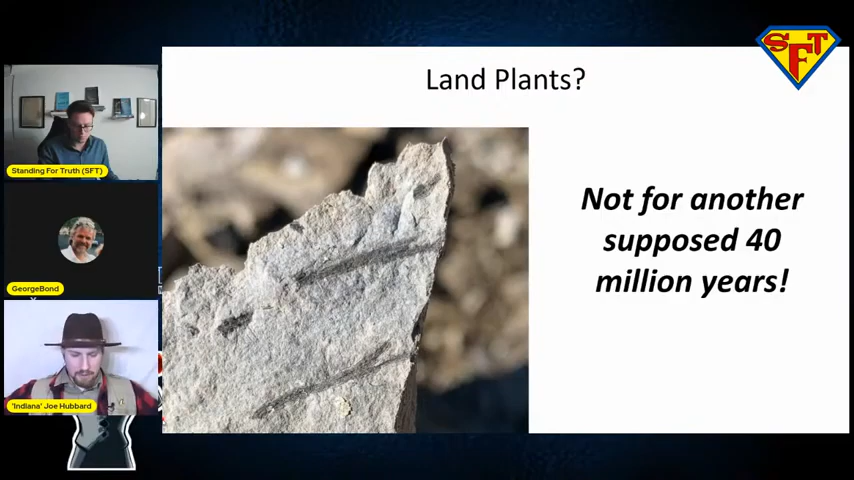 SFT
Land Plants?
Not for another
supposed 40
million years!
Standing For Truth (SFT)
GeorgeBond
'Indiana' Joe Hubbard